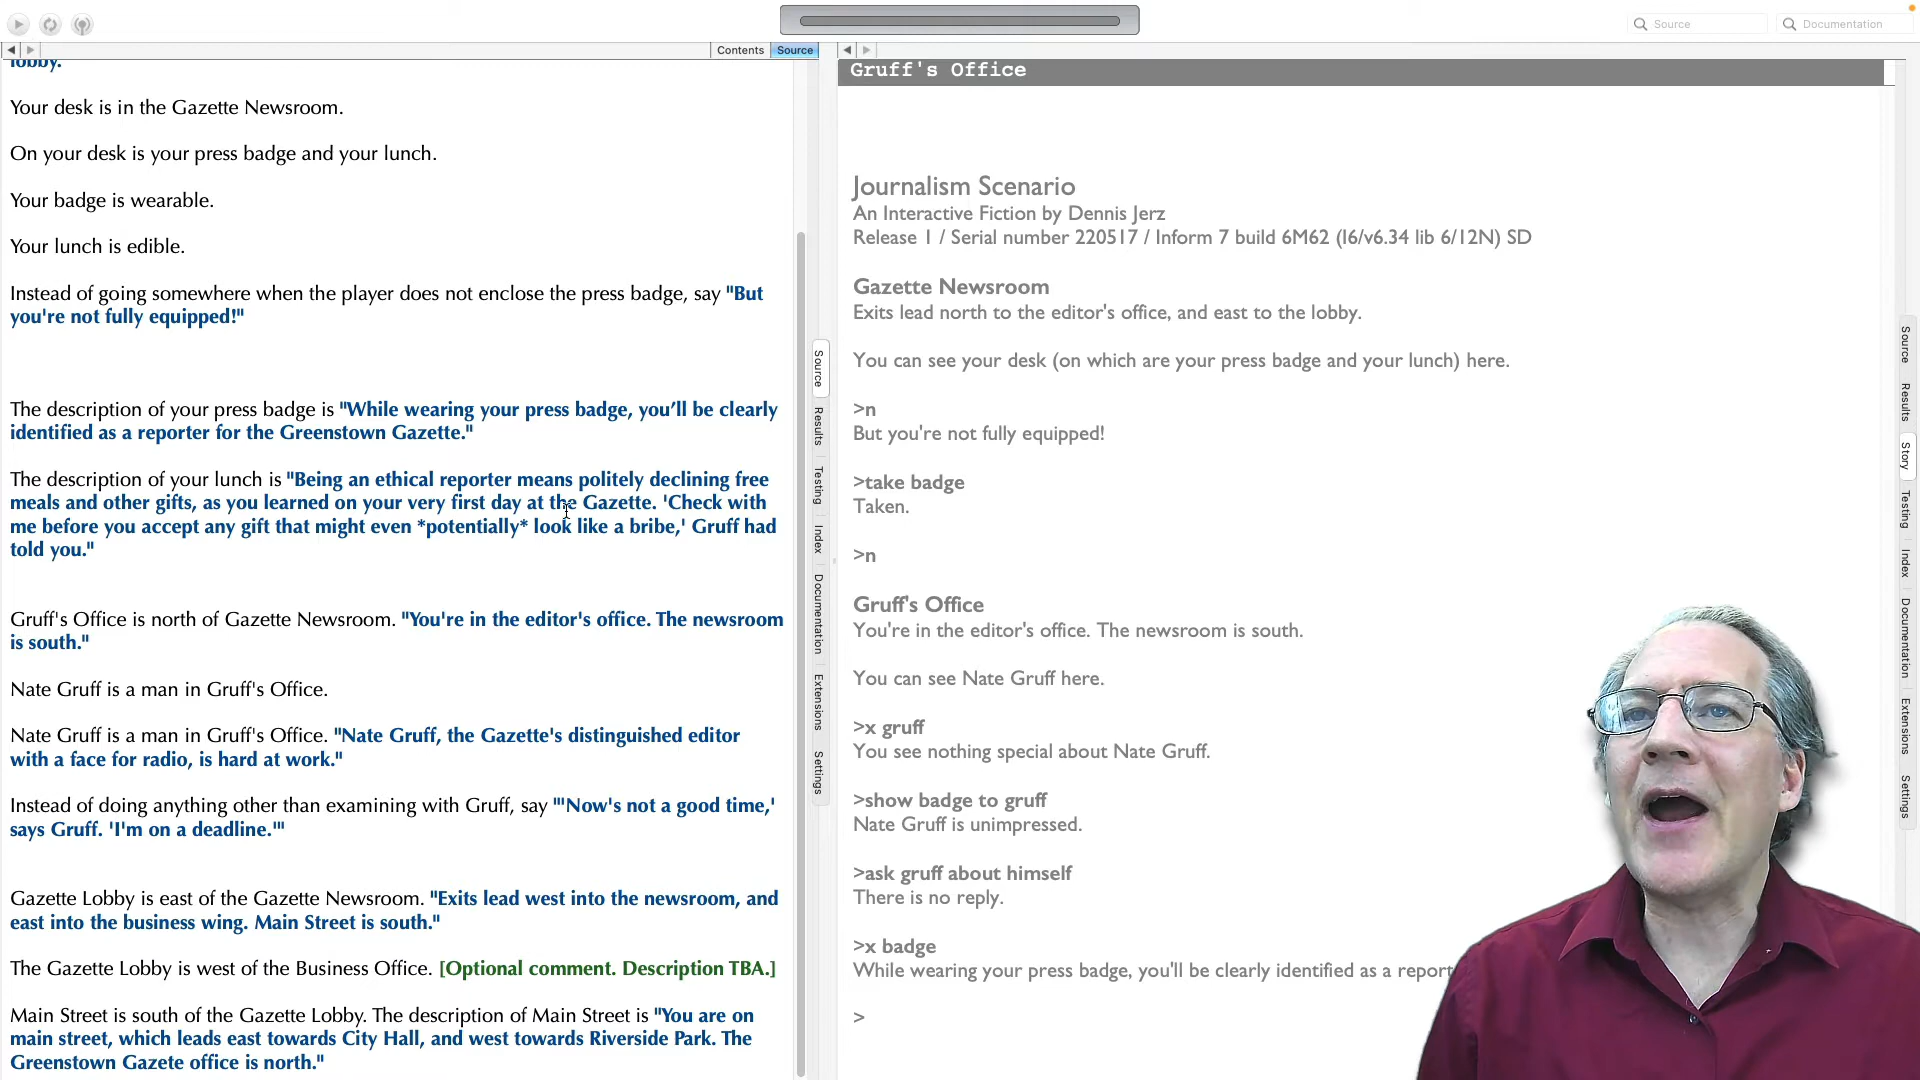 Source
Documentation
Contents
Source
lobby.
Your desk is in the Gazette Newsroom.
On your desk is your press badge and your lunch.
Your badge is wearable.
Your lunch is edible.
Instead of going somewhere when the player does not enclose the press badge, say "But
you're not fully equipped!"
The description of your press badge is "While wearing your press badge, you’ll be clearly
identified as a reporter for the Greenstown Gazette."
The description of your lunch is "Being an ethical reporter means politely declining free
meals and other gifts, as you learned on your very first day at the Gazette. 'Check with
me before you accept any gift that might even *potentially* look like a bribe,' Gruff had
told you."
Gruff's Office is north of Gazette Newsroom. "You're in the editor's office. The newsroom
is south."
Nate Gruff is a man in Gruff's Office.
Nate Gruff is a man in Gruff's Office. "Nate Gruff, the Gazette's distinguished editor
with a face for radio, is hard at work."
Instead of doing anything other than examining with Gruff, say "'Now's not a good time,'
says Gruff. 'I'm on a deadline.'"
Gazette Lobby is east of the Gazette Newsroom. "Exits lead west into the newsroom, and
east into the business wing. Main Street is south."
The Gazette Lobby is west of the Business Office. [Optional comment. Description TBA.]
Main Street is south of the Gazette Lobby. The description of Main Street is "You are on
main street, which leads east towards City Hall, and west towards Riverside Park. The
Greenstown Gazete office is north."
Source
Results
Testing
Index
Documentation
Extensions
Settings
Gruff's Office
Journalism Scenario
An Interactive Fiction by Dennis Jerz
Release 1 / Serial number 220517 / Inform 7 build 6M62 (I6/v6.34 lib 6/12N) SD
Gazette Newsroom
Exits lead north to the editor's office, and east to the lobby.
You can see your desk (on which are your press badge and your lunch) here.
>n
But you're not fully equipped!
>take badge
Taken.
>n
Gruff's Office
You're in the editor's office. The newsroom is south.
You can see Nate Gruff here.
>x gruff
You see nothing special about Nate Gruff.
>show badge to gruff
Nate Gruff is unimpressed.
>ask gruff about himself
There is no reply.
>x badge
While wearing your press badge, you'll be clearly identified as a report
>
Source
Results
Story
Testing
Index
Documentation
Extensions
Settings